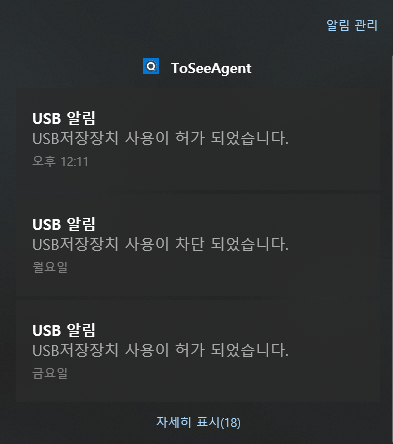 알림 관리
ToSeeAgent
USB 알림
USB저장장치 사용이 허가 되었습니다.
오후 12:11
USB 알림
USB저장장치 사용이 차단 되었습니다.
월요일
USB 알림
USB저장장치 사용이 허가 되었습니다.
금요일
자세히 표시(18)